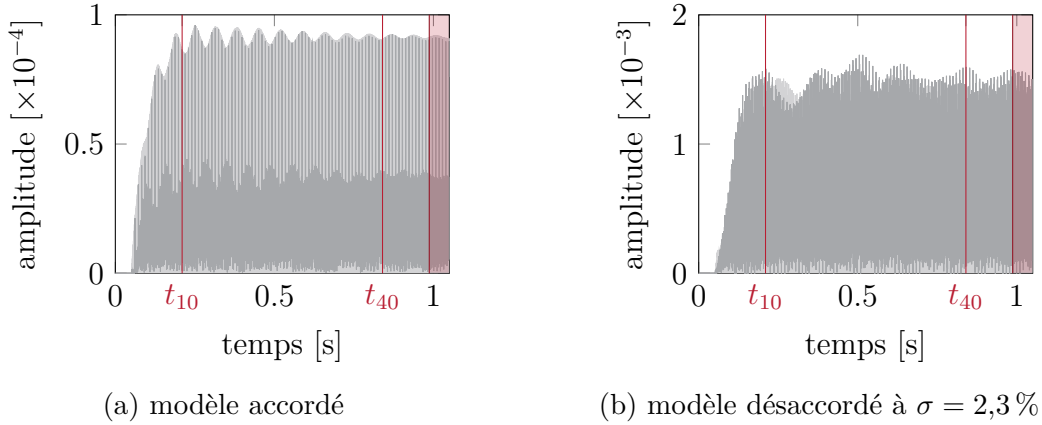 1
0.5
0
amplitude [×10⁻⁴]
0 0.5 1
t₁₀ t₄₀
temps [s]
(a) modèle accordé
2
1
0
amplitude [×10⁻³]
0 0.5 1
t₁₀ t₄₀
temps [s]
(b) modèle désaccordé à σ = 2,3 %